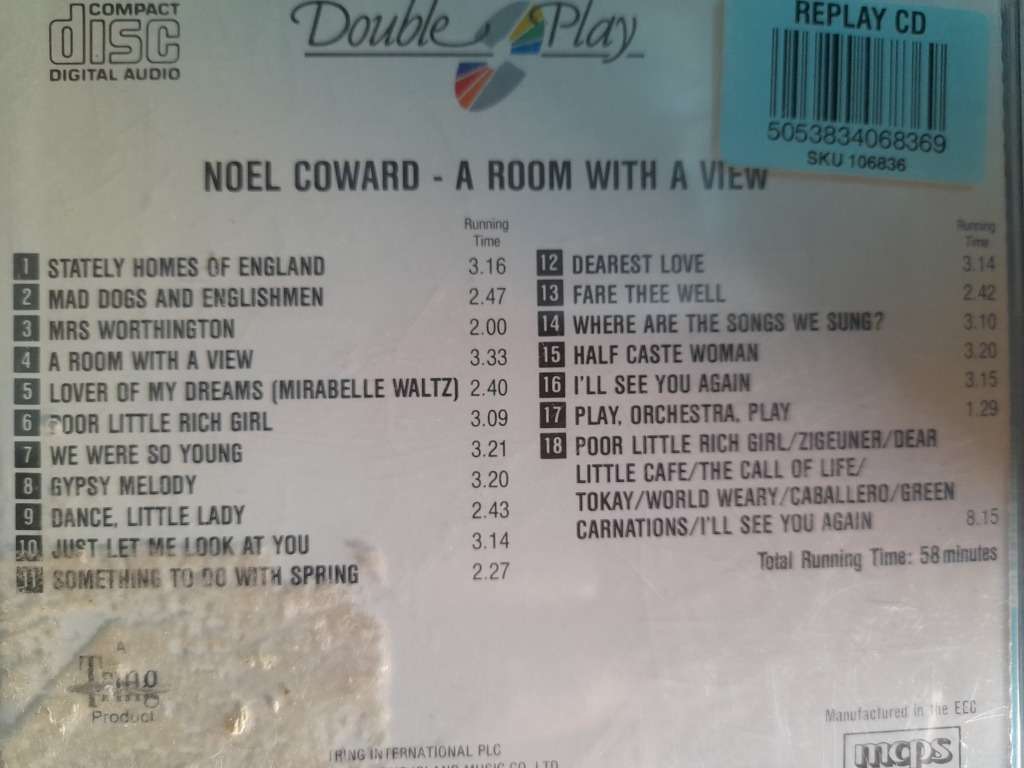 COMPACT
disc
DIGITAL AUDIO
Double Play
REPLAY CD
5053834068369
SKU 106836
NOEL COWARD - A ROOM WITH A VIEW
Running
Time
1 STATELY HOMES OF ENGLAND 3.16
2 MAD DOGS AND ENGLISHMEN 2.47
3 MRS WORTHINGTON 2.00
4 A ROOM WITH A VIEW 3.33
5 LOVER OF MY DREAMS (MIRABELLE WALTZ) 2.40
6 POOR LITTLE RICH GIRL 3.09
7 WE WERE SO YOUNG 3.21
8 GYPSY MELODY 3.20
9 DANCE, LITTLE LADY 2.43
10 JUST LET ME LOOK AT YOU 3.14
11 SOMETHING TO DO WITH SPRING 2.27
Running
Time
12 DEAREST LOVE 3.14
13 FARE THEE WELL 2.42
14 WHERE ARE THE SONGS WE SUNG? 3.10
15 HALF CASTE WOMAN 3.20
16 I'LL SEE YOU AGAIN 3.15
17 PLAY, ORCHESTRA, PLAY 1.29
18 POOR LITTLE RICH GIRL/ZIGEUNER/DEAR
LITTLE CAFE/THE CALL OF LIFE/
TOKAY/WORLD WEARY/CABALLERO/GREEN
CARNATIONS/I'LL SEE YOU AGAIN 8.15
Total Running Time: 58 minutes
A
Tring
Product
Manufactured in the EEC
mcps
TRING INTERNATIONAL PLC
ISLAND MUSIC CO. LTD